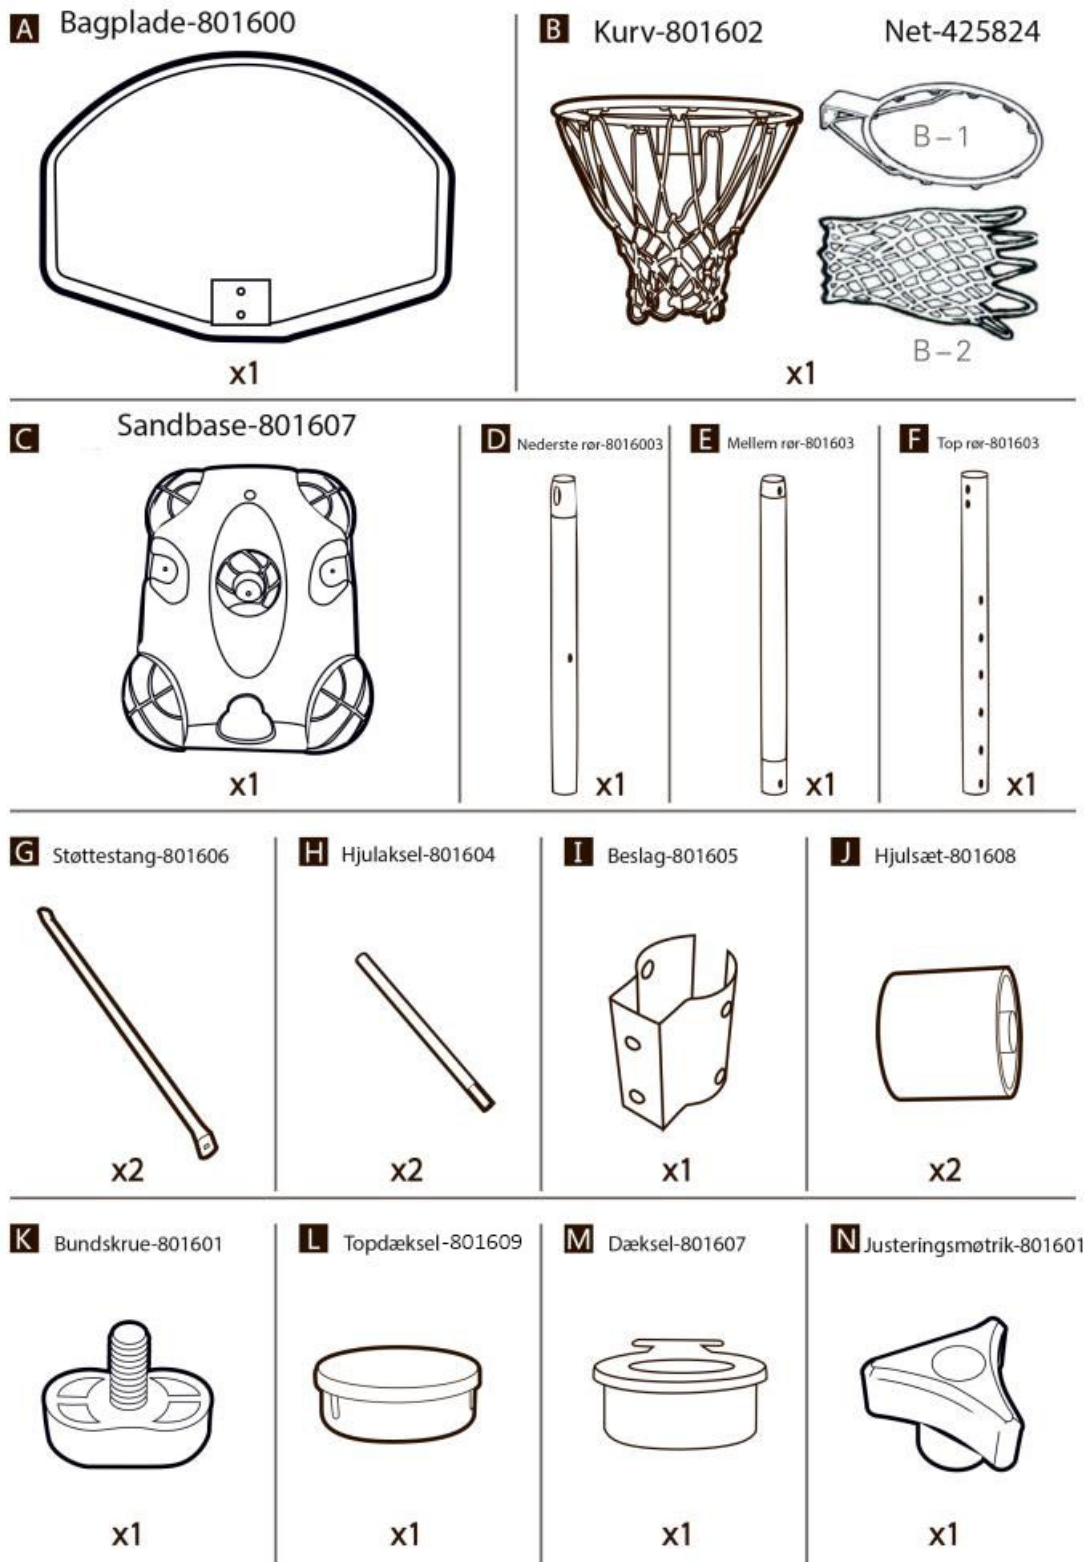 A Bagplade-801600
x1
B Kurv-801602 Net-425824
B-1
B-2
x1
C Sandbase-801607
x1
D Nederste rør-8016003
x1
E Mellem rør-801603
x1
F Top rør-801603
x1
G Støttestang-801606
x2
H Hjulaksel-801604
x2
I Beslag-801605
x1
J Hjulsæt-801608
x2
K Bundskrue-801601
x1
L Topdæksel-801609
x1
M Dæksel-801607
x1
N Justeringsmøtrik-801601
x1